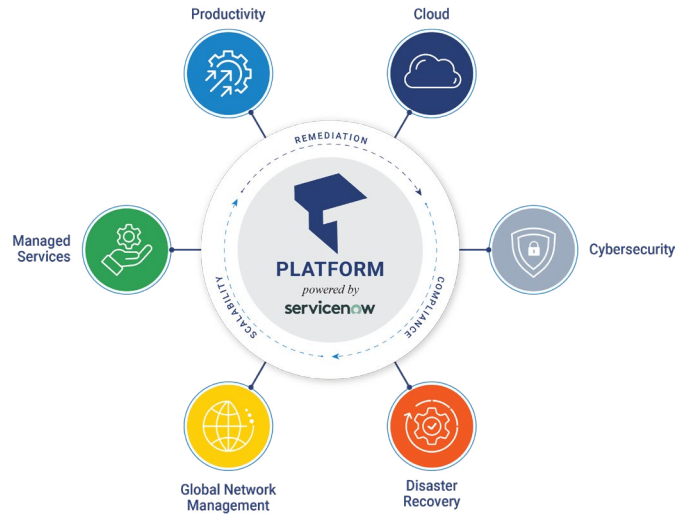 Productivity
Cloud
REMEDIATION
Managed
Services
PLATFORM
powered by
servicenow
Cybersecurity
SCALABILITY
COMPLIANCE
Global Network
Management
Disaster
Recovery